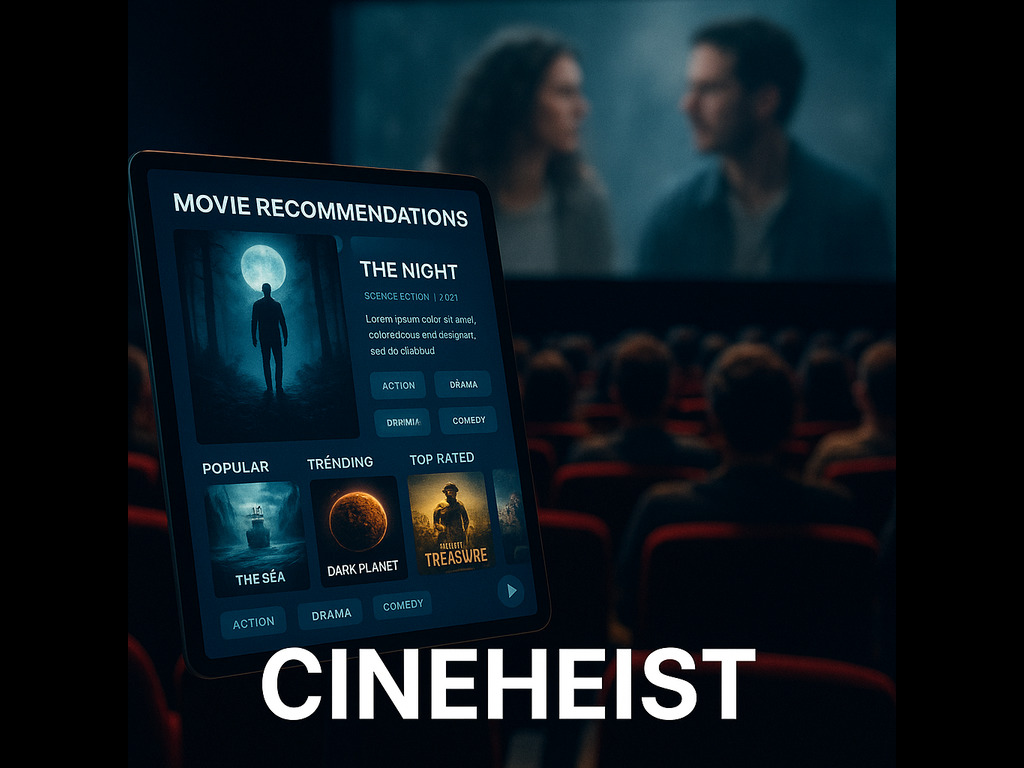 MOVIE RECOMMENDATIONS
THE NIGHT
SCENCE ECTION | 2021
Lorem ipsum color sit amel,
coloredcous end designart,
sed do cliabbud
ACTION
DRAMA
COMEDY
POPULAR
TRÉNDING
TOP RATED
THE SÉA
DARK PLANET
TREASWRE
ACTION
DRAMA
COMEDY
CINEHEIST